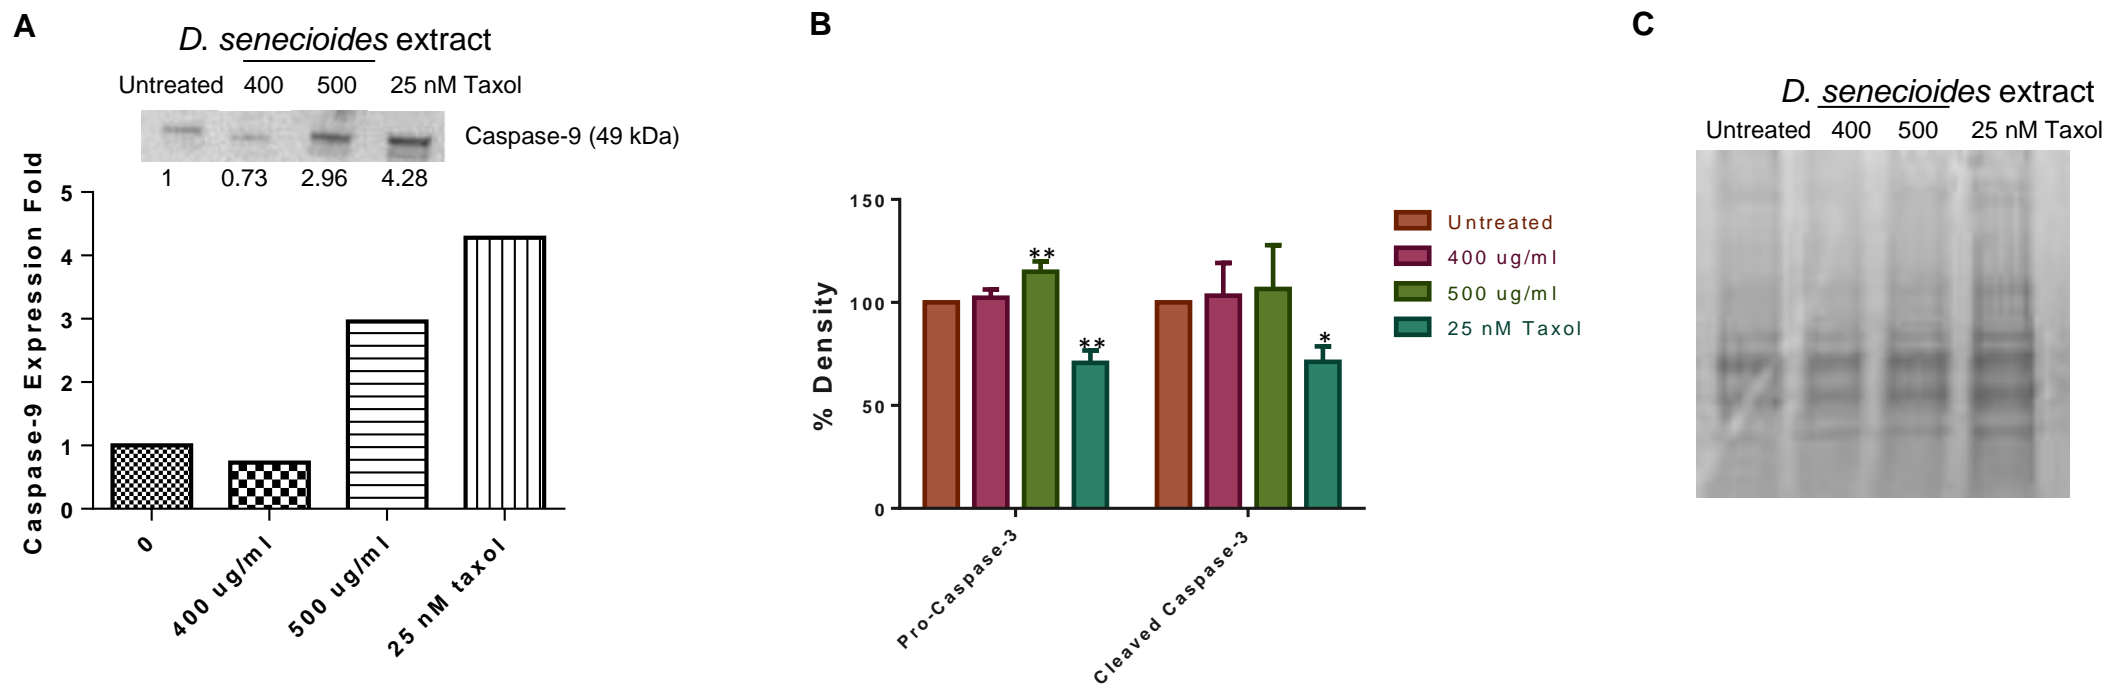 A
D. senecioides extract
Untreated 400 500 25 nM Taxol
Caspase-9 (49 kDa)
1 0.73 2.96 4.28
Caspase-9 Expression Fold
5
4
3
2
1
0
0
400 ug/ml
500 ug/ml
25 nM taxol
B
% Density
150
100
50
0
** ** *
Pro-Caspase-3
Cleaved Caspase-3
Untreated
400 ug/ml
500 ug/ml
25 nM Taxol
C
D. senecioides extract
Untreated 400 500 25 nM Taxol